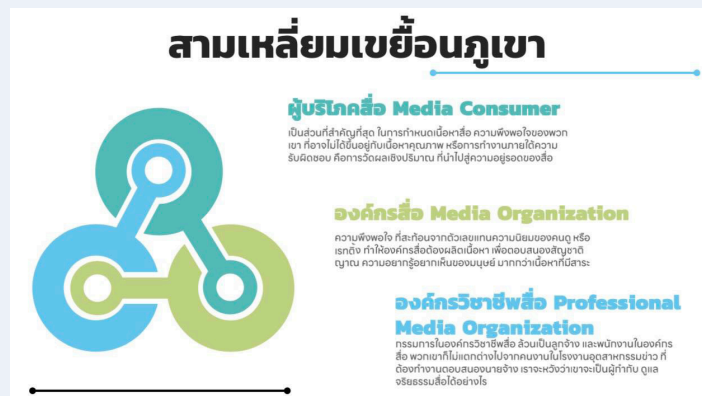 สามเหลี่ยมเขยื้อนภูเขา
ผู้บริโภคสื่อ Media Consumer
เป็นส่วนที่สำคัญที่สุด ในการกำหนดเนื้อหาสื่อ ความพึงพอใจของพวก
เขา ที่อาจไม่ได้ขึ้นอยู่กับเนื้อหาคุณภาพ หรือการทำงานภายใต้ความ
รับผิดชอบ คือการวัดผลเชิงปริมาณ ที่นำไปสู่ความอยู่รอดของสื่อ
องค์กรสื่อ Media Organization
ความพึงพอใจ ที่สะท้อนจากตัวเลขแทนความนิยมของคนดู หรือ
เรทติ้ง ทำให้องค์กรสื่อต้องผลิตเนื้อหา เพื่อตอบสนองสัญชาติ
ญาณ ความอยากรู้อยากเห็นของมนุษย์ มากกว่าเนื้อหาที่มีสาระ
องค์กรวิชาชีพสื่อ Professional
Media Organization
กรรมการในองค์กรวิชาชีพสื่อ ล้วนเป็นลูกจ้าง และพนักงานในองค์กร
สื่อ พวกเขาก็ไม่แตกต่างไปจากคนงานในโรงงานอุตสาหกรรมข่าว ที่
ต้องทำงานตอบสนองนายจ้าง เราจะหวังว่าเขาจะเป็นผู้กำกับ ดูแล
จริยธรรมสื่อได้อย่างไร